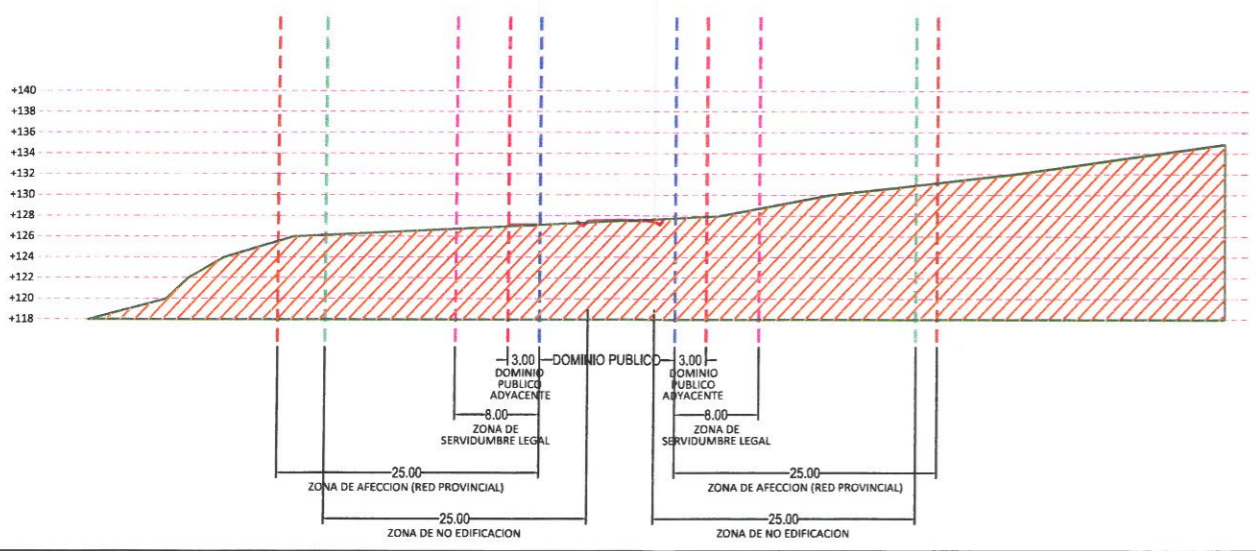 +140
+138
+136
+134
+132
+130
+128
+126
+124
+122
+120
+118
3.00 DOMINIO PUBLICO 3.00
DOMINIO
PUBLICO
ADYACENTE
DOMINIO
PUBLICO
ADYACENTE
8.00
ZONA DE
SERVIDUMBRE LEGAL
8.00
ZONA DE
SERVIDUMBRE LEGAL
25.00
ZONA DE AFECCION (RED PROVINCIAL)
25.00
ZONA DE AFECCION (RED PROVINCIAL)
25.00
ZONA DE NO EDIFICACION
25.00
ZONA DE NO EDIFICACION